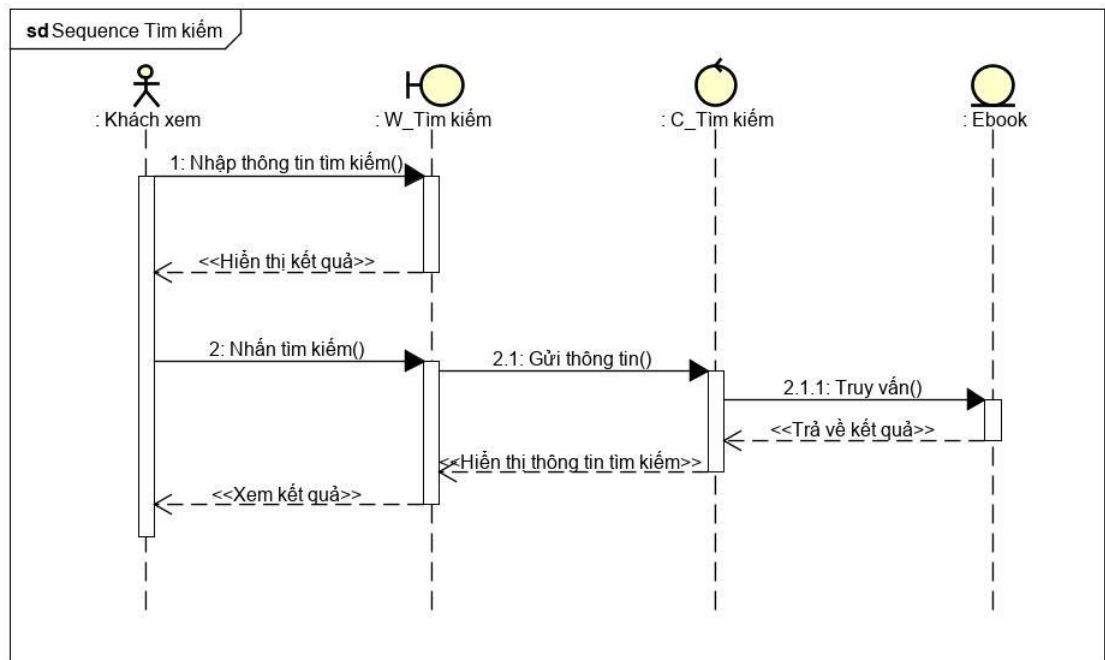 sd Sequence Tìm kiếm
: Khách xem
: W_Tìm kiếm
: C_Tìm kiếm
: Ebook
1: Nhập thông tin tìm kiếm()
<<Hiển thị kết quả>>
2: Nhấn tìm kiếm()
2.1: Gửi thông tin()
2.1.1: Truy vấn()
<<Trả về kết quả>>
<<Hiển thi thông tin tìm kiếm>>
<<Xem kết quả>>